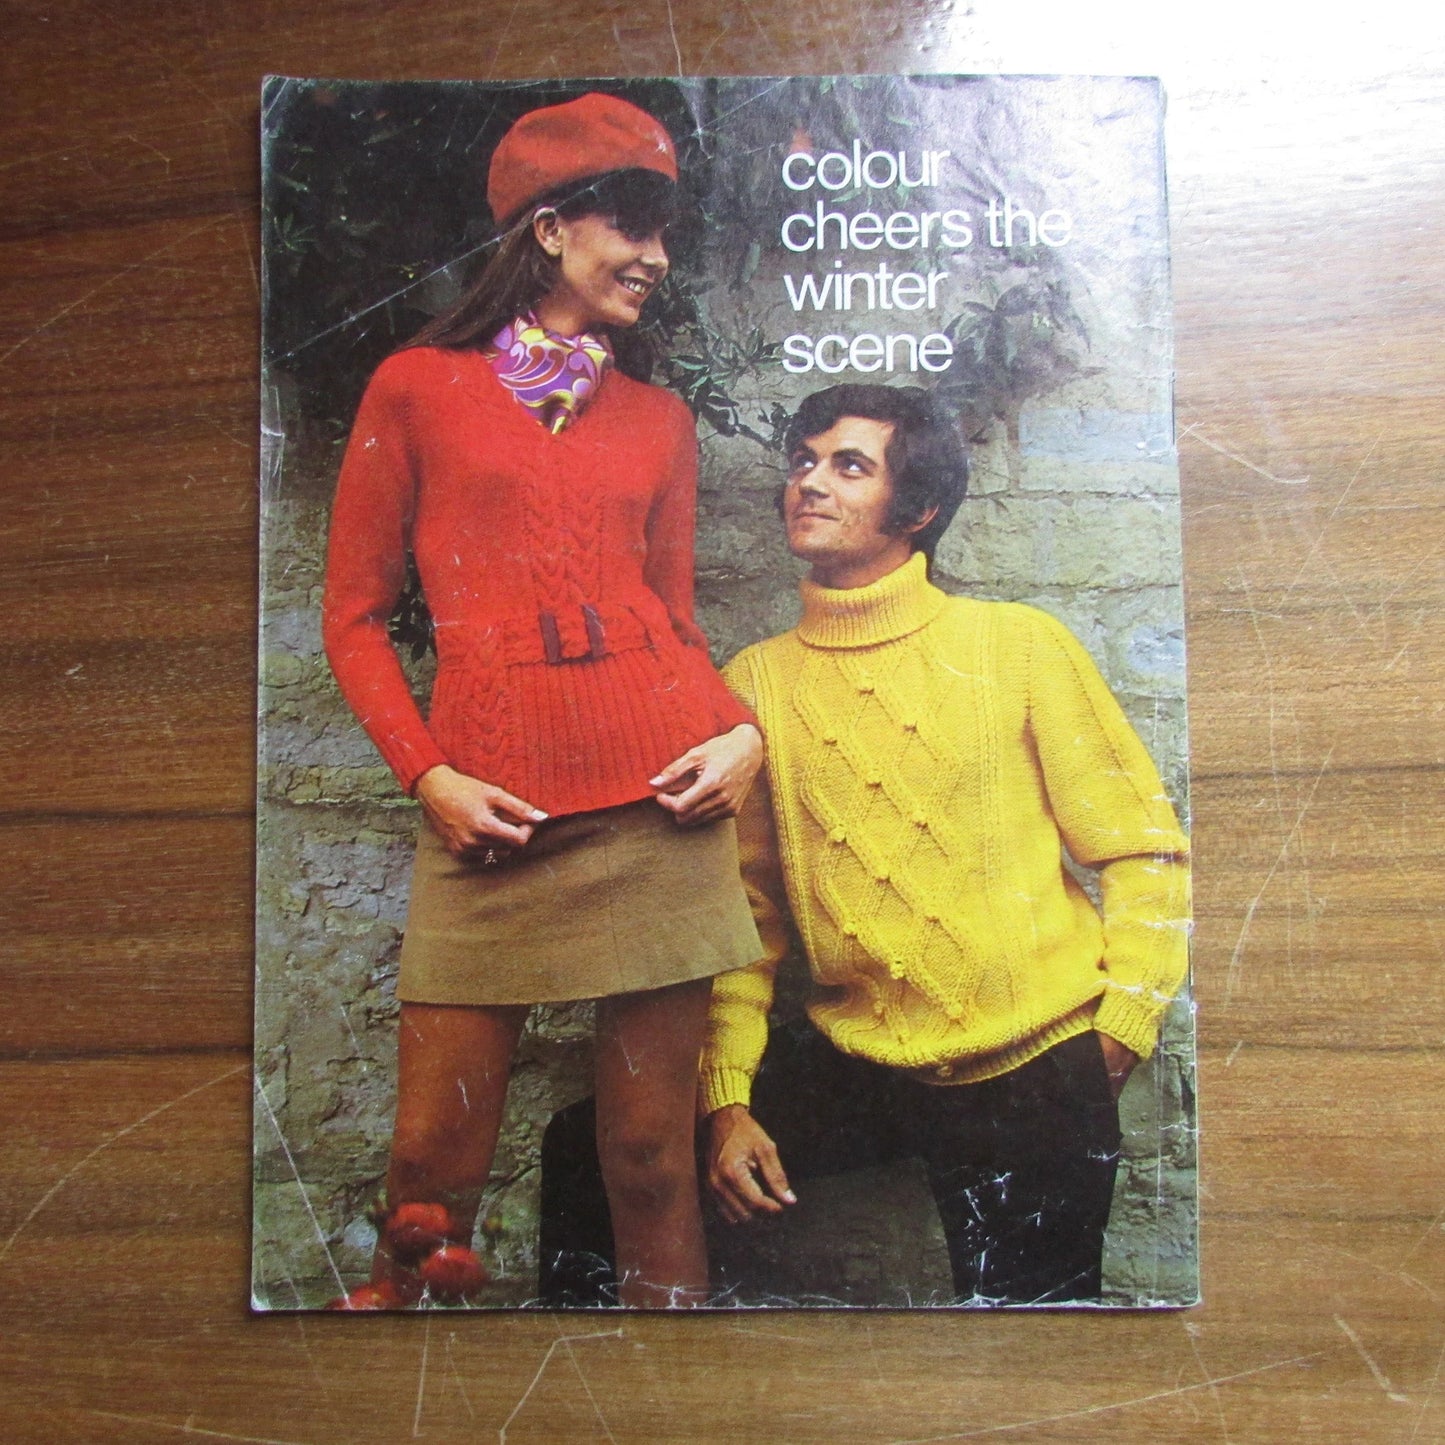 colour
cheers the
winter
scene